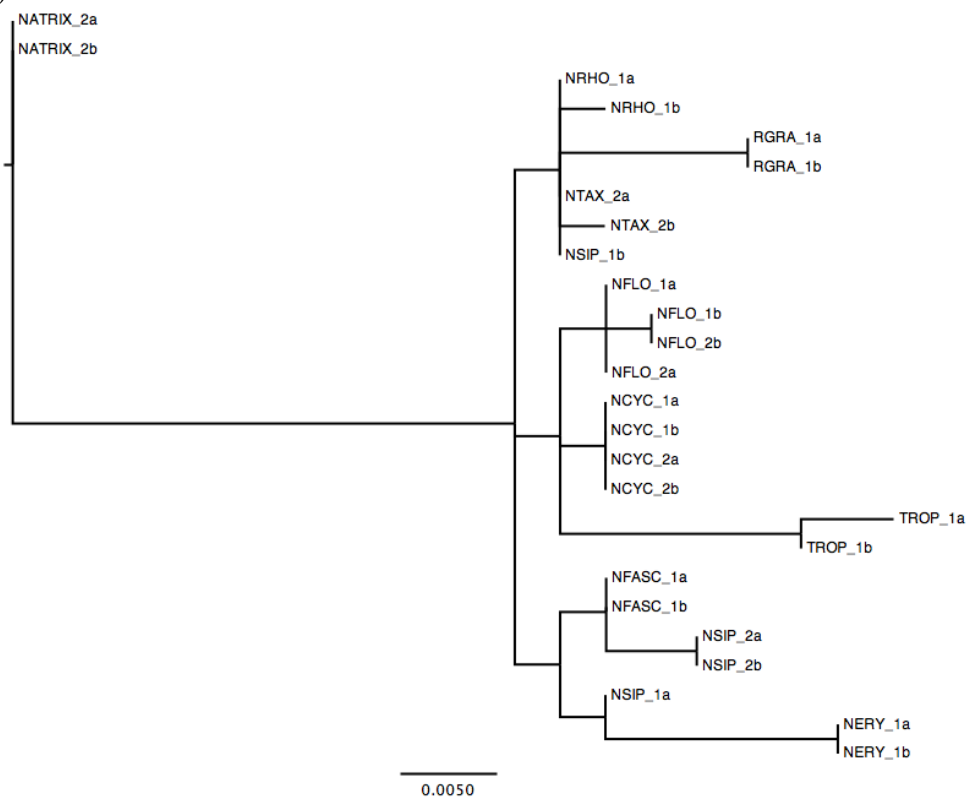 NATRIX_2a
NATRIX_2b
NRHO_1a
NRHO_1b
RGRA_1a
RGRA_1b
NTAX_2a
NTAX_2b
NSIP_1b
NFLO_1a
NFLO_1b
NFLO_2b
NFLO_2a
NCYC_1a
NCYC_1b
NCYC_2a
NCYC_2b
TROP_1a
TROP_1b
NFASC_1a
NFASC_1b
NSIP_2a
NSIP_2b
NSIP_1a
NERY_1a
NERY_1b
0.0050